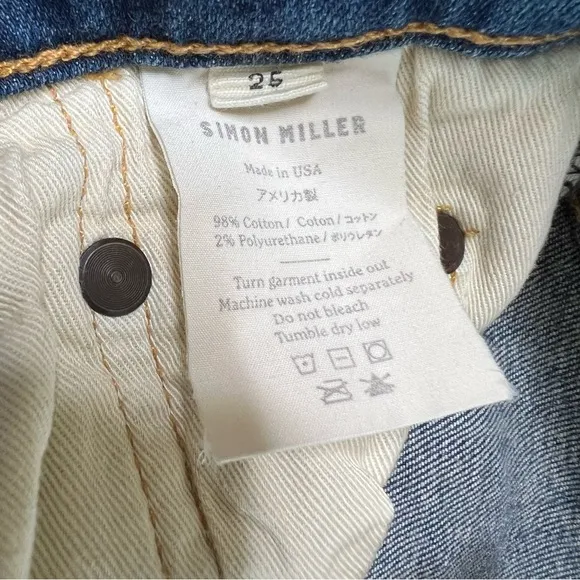 25
SIMON MILLER
Made in USA
アメリカ製
98% Cotton/ Coton/コットン
2% Polyurethane/ポリウレタン
Turn garment inside out
Machine wash cold separately
Do not bleach
Tumble dry low